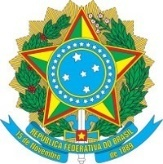 REPÚBLICA FEDERATIVA DO BRASIL
15 de Novembro
de 1889